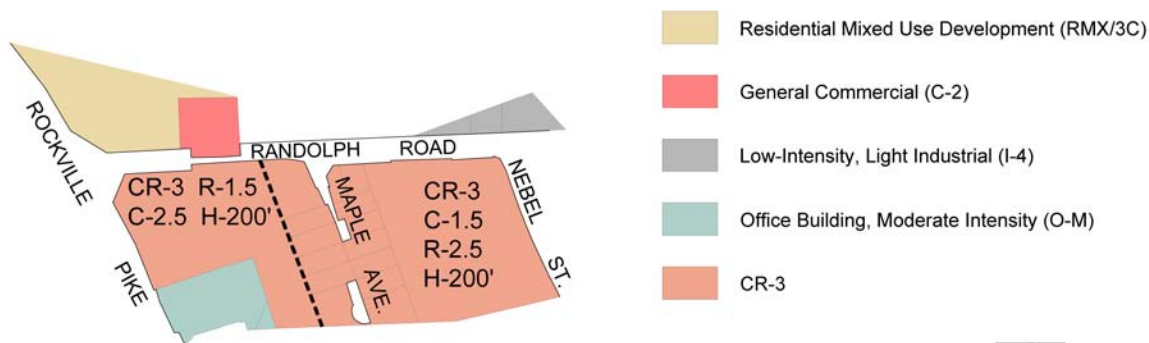 ROCKVILLE
PIKE
RANDOLPH ROAD
MAPLE
AVE.
NEBEL
ST.
CR-3 R-1.5
C-2.5 H-200'
CR-3
C-1.5
R-2.5
H-200'
Residential Mixed Use Development (RMX/3C)
General Commercial (C-2)
Low-Intensity, Light Industrial (I-4)
Office Building, Moderate Intensity (O-M)
CR-3